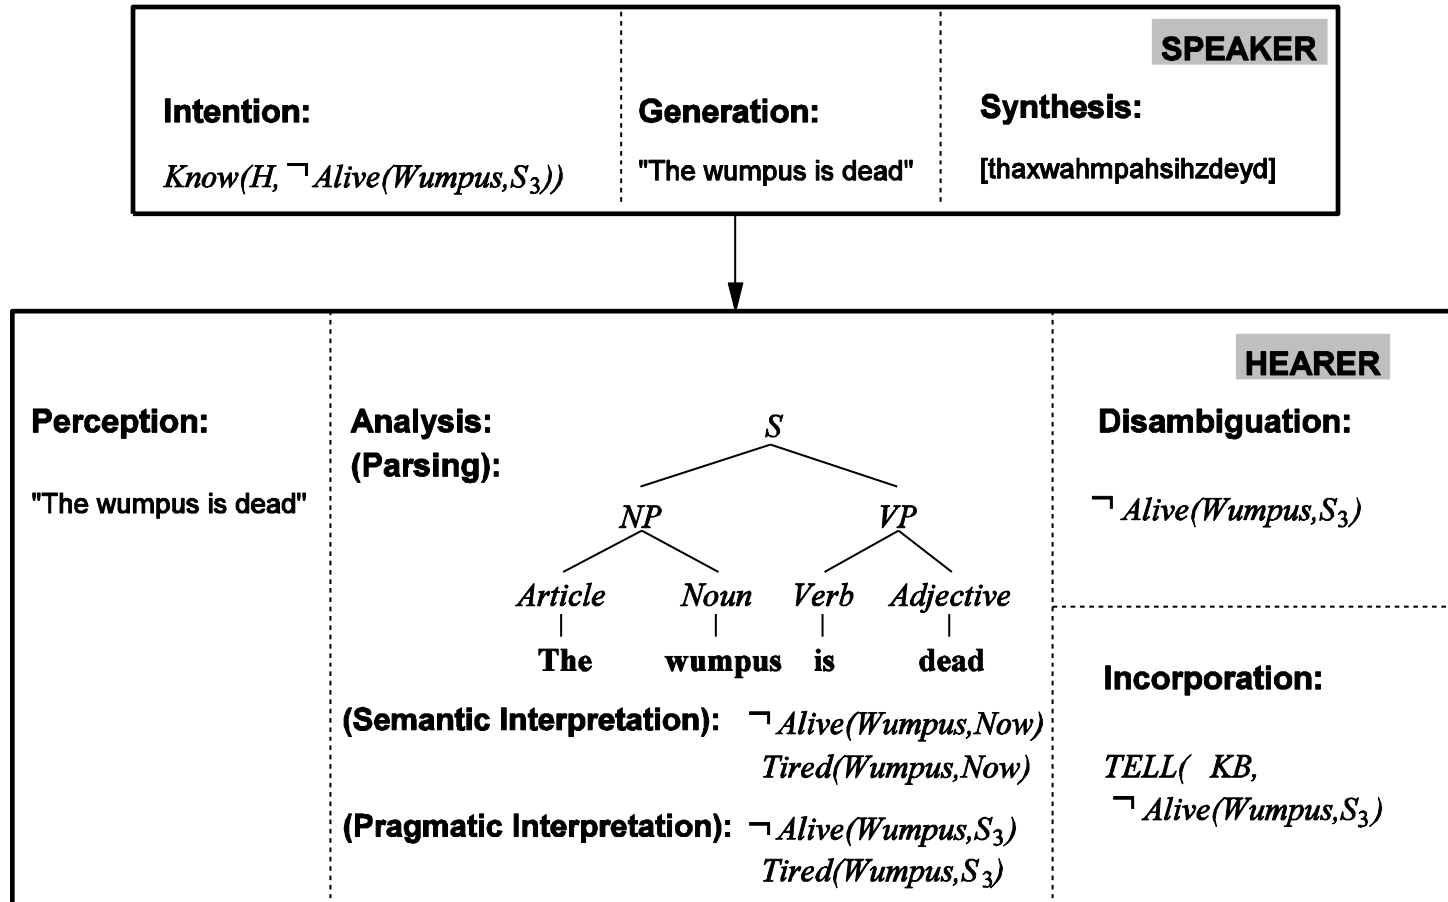 SPEAKER
Intention:
Know(H, ¬ Alive(Wumpus,S₃))
Generation:
"The wumpus is dead"
Synthesis:
[thaxwahmpahsihzdeyd]
HEARER
Perception:
"The wumpus is dead"
Analysis:
(Parsing):
S
NP VP
Article Noun Verb Adjective
The wumpus is dead
(Semantic Interpretation): ¬ Alive(Wumpus,Now)
Tired(Wumpus,Now)
(Pragmatic Interpretation): ¬ Alive(Wumpus,S₃)
Tired(Wumpus,S₃)
Disambiguation:
¬ Alive(Wumpus,S₃)
Incorporation:
TELL( KB,
¬ Alive(Wumpus,S₃)